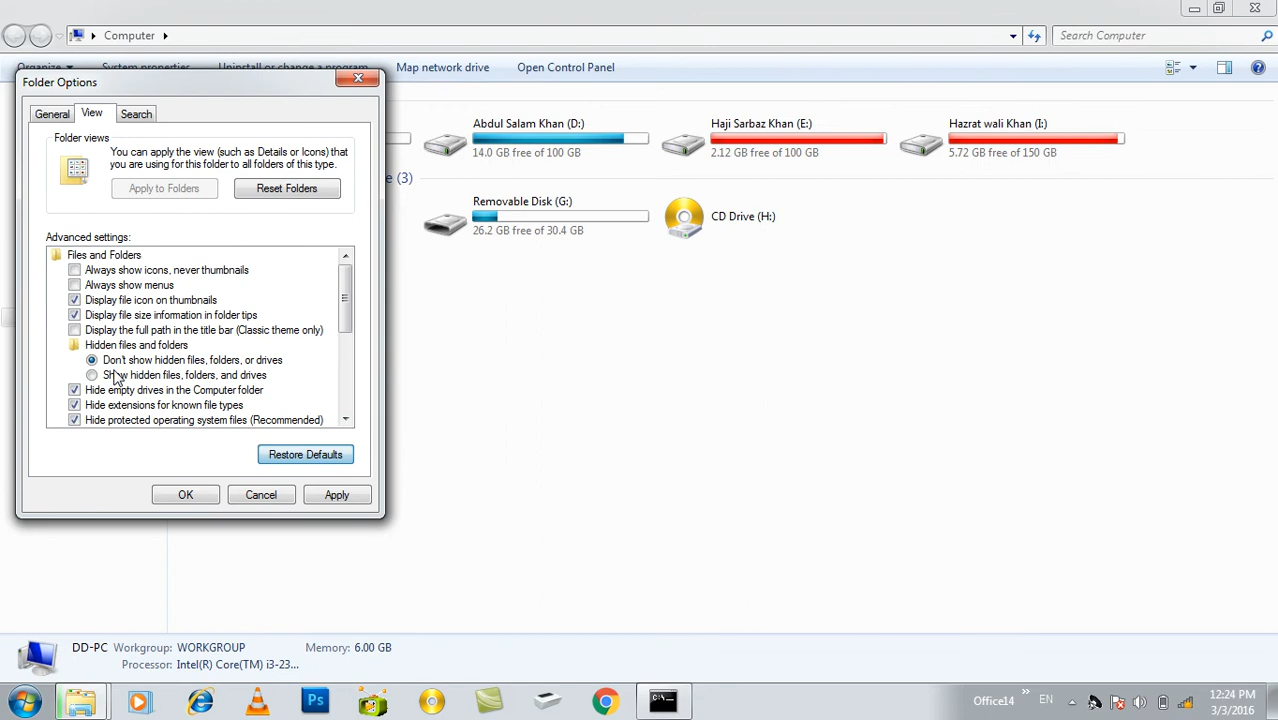 Computer
Search Computer
Organize System properties Uninstall or change a program Map network drive Open Control Panel
Folder Options
General View Search
Folder views
You can apply the view (such as Details or Icons) that
you are using for this folder to all folders of this type.
Apply to Folders Reset Folders
Advanced settings:
Files and Folders
Always show icons, never thumbnails
Always show menus
Display file icon on thumbnails
Display file size information in folder tips
Display the full path in the title bar (Classic theme only)
Hidden files and folders
Don't show hidden files, folders, or drives
Show hidden files, folders, and drives
Hide empty drives in the Computer folder
Hide extensions for known file types
Hide protected operating system files (Recommended)
Restore Defaults
OK Cancel Apply
Abdul Salam Khan (D:)
14.0 GB free of 100 GB
Haji Sarbaz Khan (E:)
2.12 GB free of 100 GB
Hazrat wali Khan (I:)
5.72 GB free of 150 GB
(3)
Removable Disk (G:)
26.2 GB free of 30.4 GB
CD Drive (H:)
DD-PC Workgroup: WORKGROUP Memory: 6.00 GB
Processor: Intel(R) Core(TM) i3-23...
Ps
C:\
Office14 » EN
12:24 PM
3/3/2016